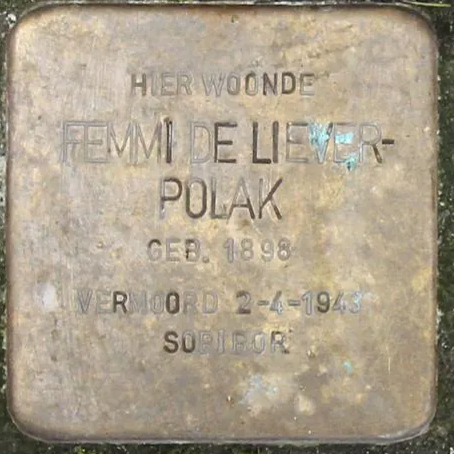 HIER WOONDE
FEMMI DE LIEVER-
POLAK
GEB. 1898
VERMOORD 2-4-1943
SOBIBOR